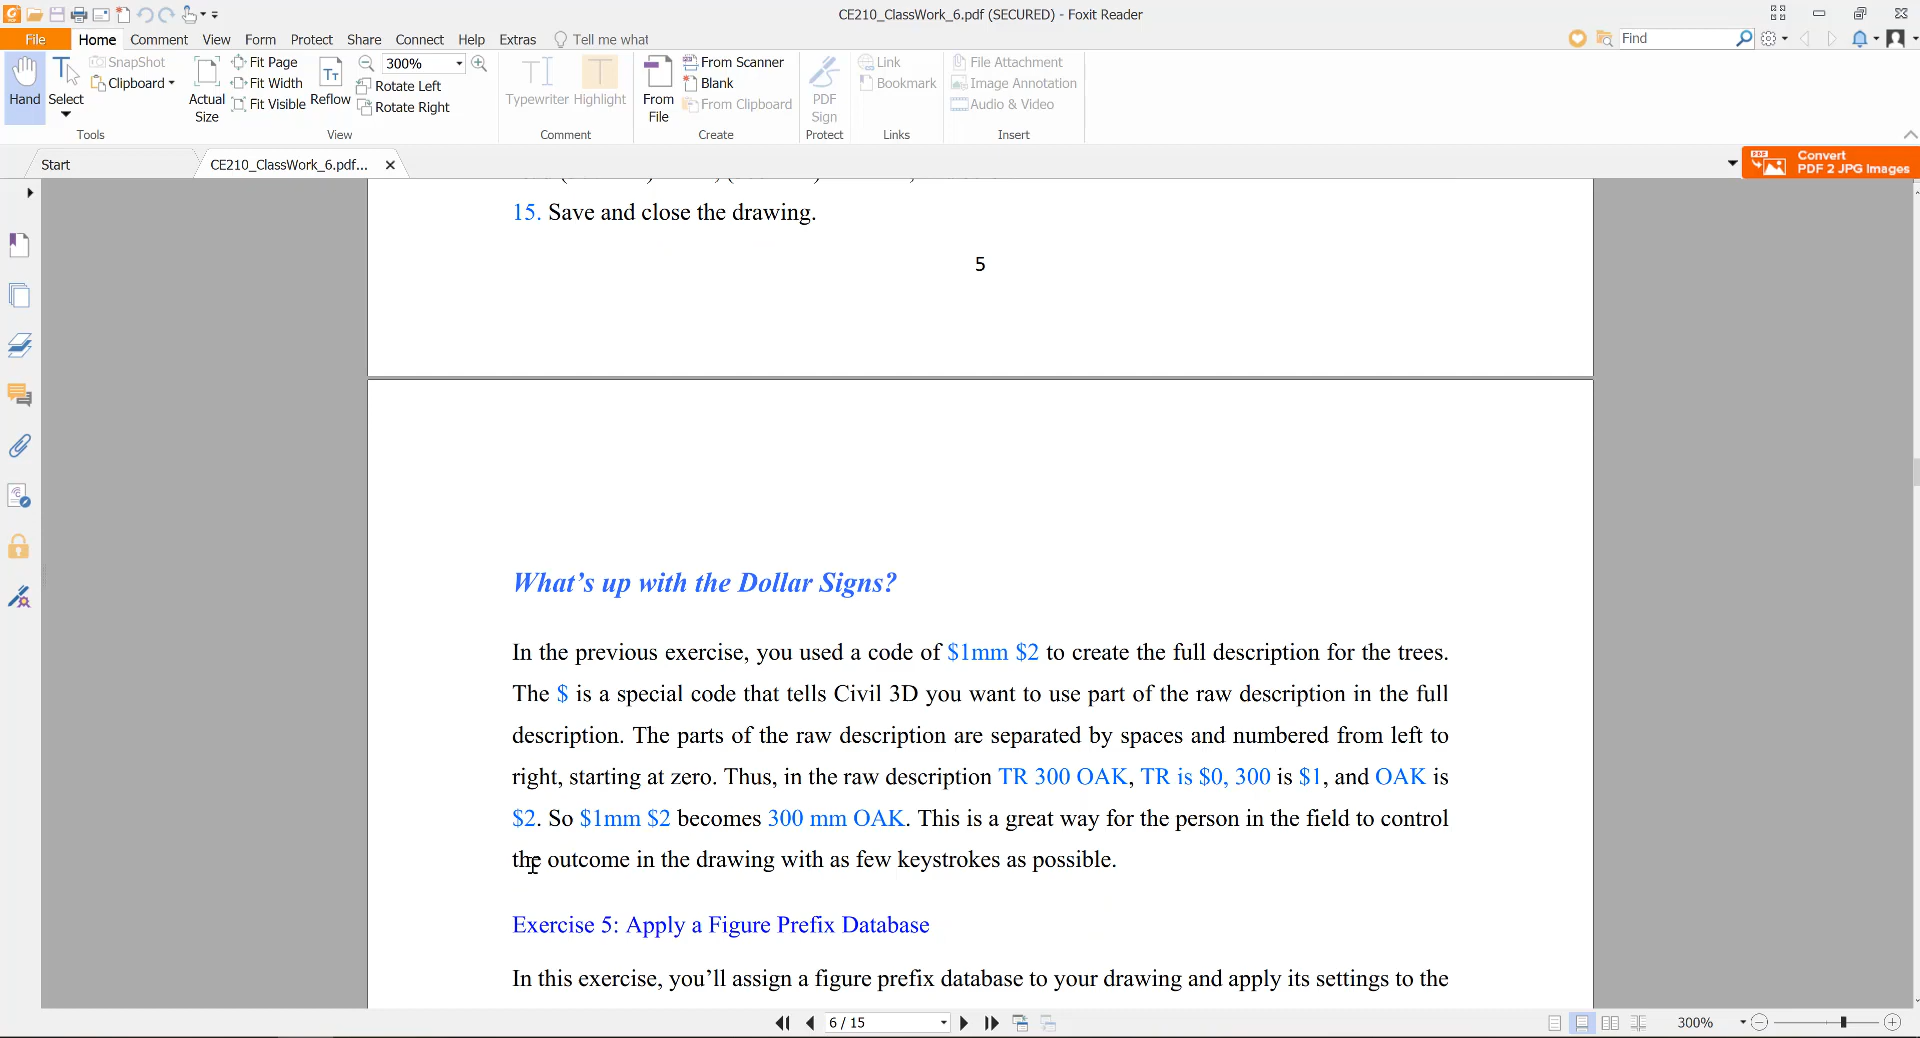 CE210_ClassWork_6.pdf (SECURED) - Foxit Reader
File Home Comment View Form Protect Share Connect Help Extras Tell me what Find
SnapShot Fit Page 300% From Scanner Link File Attachment
Clipboard Fit Width Rotate Left Blank Bookmark Image Annotation
Hand Select Actual Size Fit Visible Reflow Rotate Right Typewriter Highlight From File From Clipboard PDF Sign Audio & Video
Tools View Comment Create Protect Links Insert
Start CE210_ClassWork_6.pdf... Convert
PDF 2 JPG Images
15. Save and close the drawing.
5
What's up with the Dollar Signs?
In the previous exercise, you used a code of $1mm $2 to create the full description for the trees.
The $ is a special code that tells Civil 3D you want to use part of the raw description in the full
description. The parts of the raw description are separated by spaces and numbered from left to
right, starting at zero. Thus, in the raw description TR 300 OAK, TR is $0, 300 is $1, and OAK is
$2. So $1mm $2 becomes 300 mm OAK. This is a great way for the person in the field to control
the outcome in the drawing with as few keystrokes as possible.
Exercise 5: Apply a Figure Prefix Database
In this exercise, you'll assign a figure prefix database to your drawing and apply its settings to the
6 / 15 300%